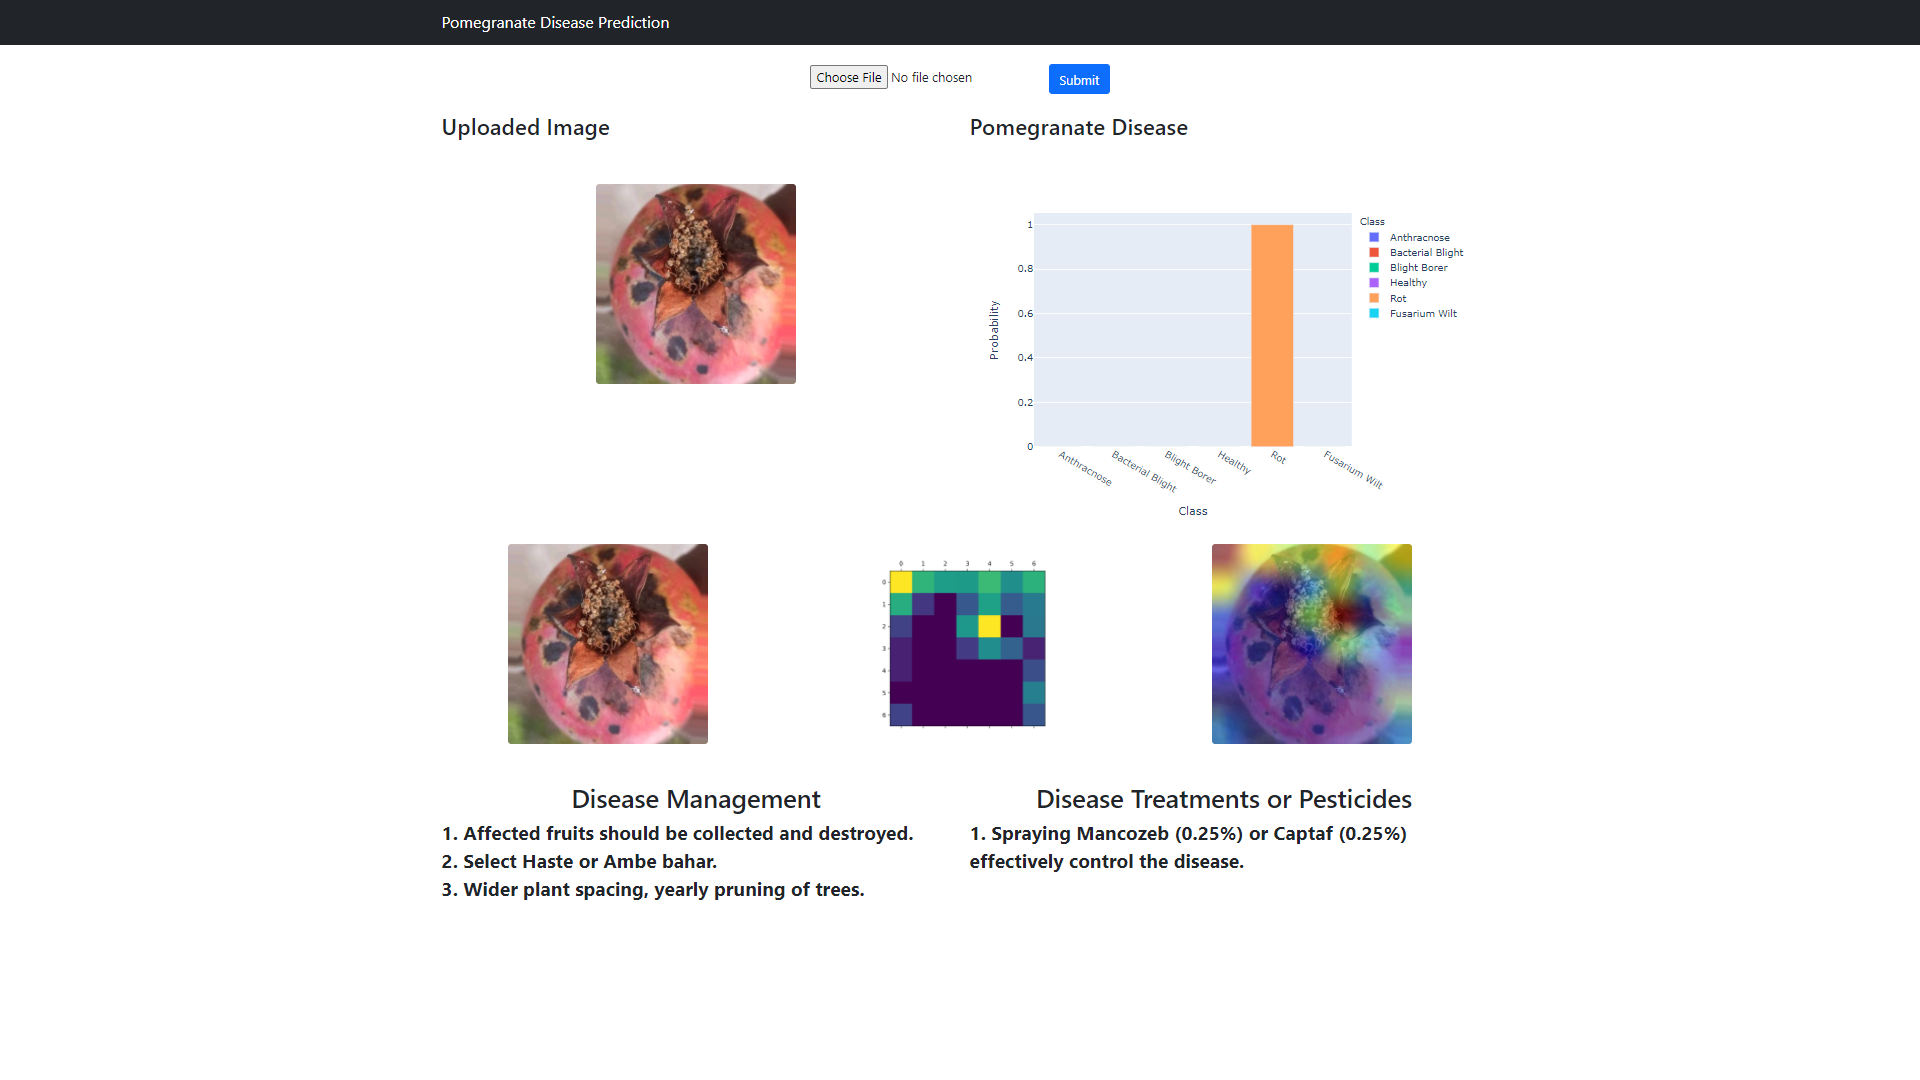 Pomegranate Disease Prediction
Choose File No file chosen
Submit
Uploaded Image
Pomegranate Disease
1
0.8
0.6
0.4
0.2
0
Probability
Anthracnose
Bacterial Blight
Blight Borer
Healthy
Rot
Fusarium Wilt
Class
Class
Anthracnose
Bacterial Blight
Blight Borer
Healthy
Rot
Fusarium Wilt
0 1 2 3 4 5 6
0
1
2
3
4
5
6
Disease Management
1. Affected fruits should be collected and destroyed.
2. Select Haste or Ambe bahar.
3. Wider plant spacing, yearly pruning of trees.
Disease Treatments or Pesticides
1. Spraying Mancozeb (0.25%) or Captaf (0.25%)
effectively control the disease.